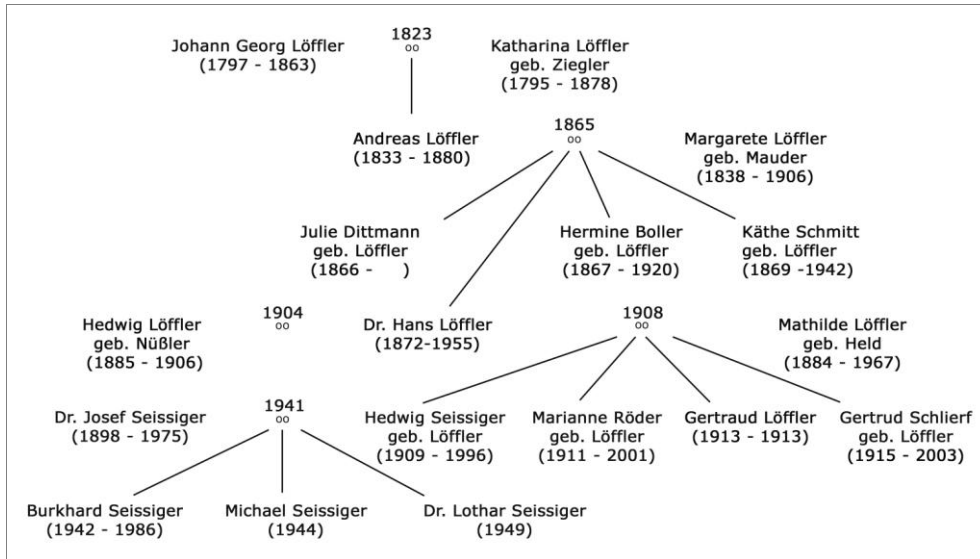 1823
oo
Johann Georg Löffler
(1797 - 1863)
Katharina Löffler
geb. Ziegler
(1795 - 1878)
1865
oo
Andreas Löffler
(1833 - 1880)
Margarete Löffler
geb. Mauder
(1838 - 1906)
Julie Dittmann
geb. Löffler
(1866 -      )
Hermine Boller
geb. Löffler
(1867 - 1920)
Käthe Schmitt
geb. Löffler
(1869 -1942)
1904
oo
Hedwig Löffler
geb. Nüßler
(1885 - 1906)
Dr. Hans Löffler
(1872-1955)
1908
oo
Mathilde Löffler
geb. Held
(1884 - 1967)
1941
oo
Dr. Josef Seissiger
(1898 - 1975)
Hedwig Seissiger
geb. Löffler
(1909 - 1996)
Marianne Röder
geb. Löffler
(1911 - 2001)
Gertraud Löffler
(1913 - 1913)
Gertrud Schlierf
geb. Löffler
(1915 - 2003)
Burkhard Seissiger
(1942 - 1986)
Michael Seissiger
(1944)
Dr. Lothar Seissiger
(1949)